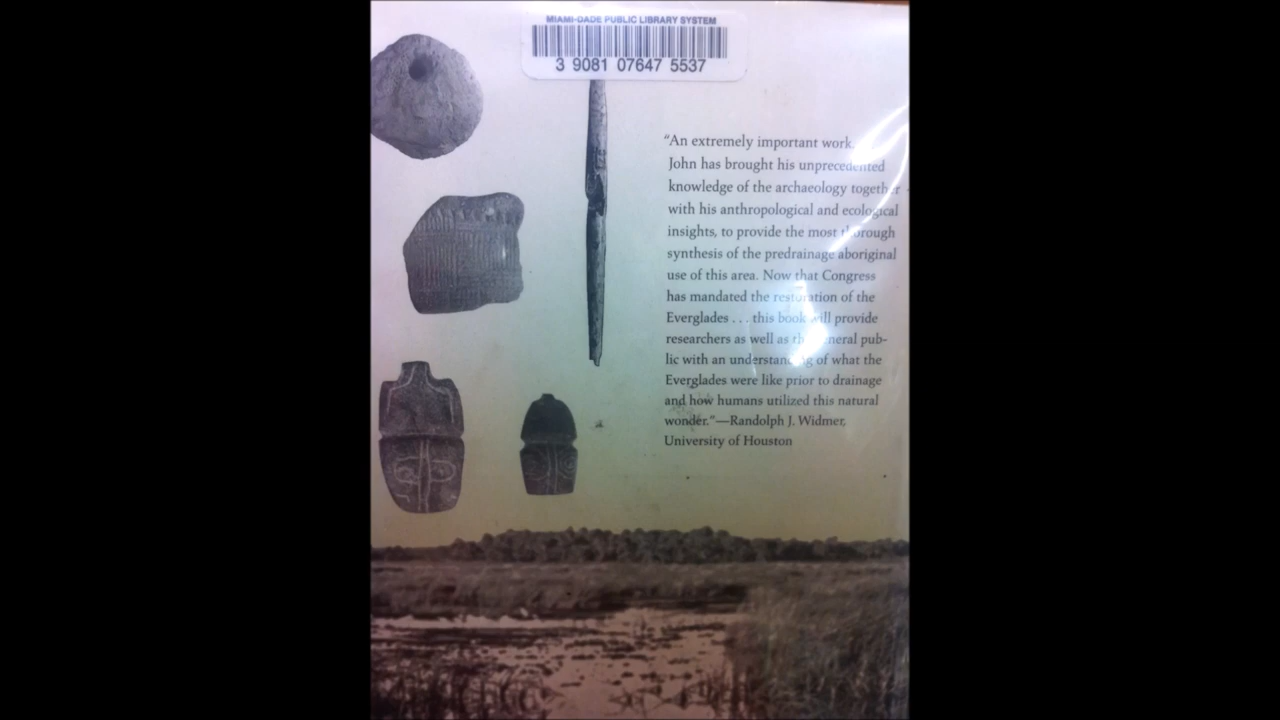 MIAMI-DADE PUBLIC LIBRARY SYSTEM
3 9081 07647 5537
“An extremely important work.
John has brought his unprecedented
knowledge of the archaeology together
with his anthropological and ecological
insights, to provide the most thorough
synthesis of the predrainage aboriginal
use of this area. Now that Congress
has mandated the restoration of the
Everglades . . . this book will provide
researchers as well as the general pub-
lic with an understanding of what the
Everglades were like prior to drainage
and how humans utilized this natural
wonder.”—Randolph J. Widmer,
University of Houston